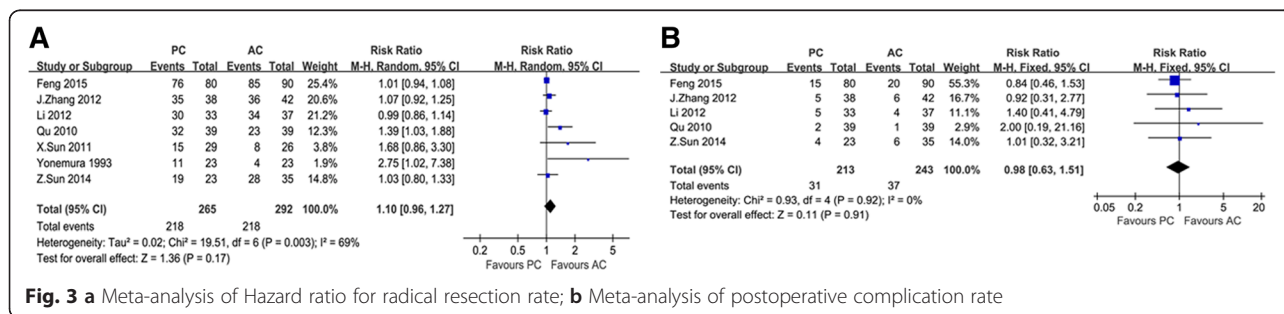 A
PC AC Risk Ratio Risk Ratio
Study or Subgroup Events Total Events Total Weight M-H. Random. 95% CI M-H. Random. 95% CI
Feng 2015 76 80 85 90 25.4% 1.01 [0.94, 1.08]
J.Zhang 2012 35 38 36 42 20.6% 1.07 [0.92, 1.25]
Li 2012 30 33 34 37 21.2% 0.99 [0.86, 1.14]
Qu 2010 32 39 23 39 12.3% 1.39 [1.03, 1.88]
X.Sun 2011 15 29 8 26 3.8% 1.68 [0.86, 3.30]
Yonemura 1993 11 23 4 23 1.9% 2.75 [1.02, 7.38]
Z.Sun 2014 19 23 28 35 14.8% 1.03 [0.80, 1.33]
Total (95% CI) 265 292 100.0% 1.10 [0.96, 1.27]
Total events 218 218
Heterogeneity: Tau² = 0.02; Chi² = 19.51, df = 6 (P = 0.003); I² = 69%
Test for overall effect: Z = 1.36 (P = 0.17)
0.2 0.5 1 2 5
Favours PC Favours AC
B
PC AC Risk Ratio Risk Ratio
Study or Subgroup Events Total Events Total Weight M-H. Fixed. 95% CI M-H. Fixed. 95% CI
Feng 2015 15 80 20 90 55.3% 0.84 [0.46, 1.53]
J.Zhang 2012 5 38 6 42 16.7% 0.92 [0.31, 2.77]
Li 2012 5 33 4 37 11.1% 1.40 [0.41, 4.79]
Qu 2010 2 39 1 39 2.9% 2.00 [0.19, 21.16]
Z.Sun 2014 4 23 6 35 14.0% 1.01 [0.32, 3.21]
Total (95% CI) 213 243 100.0% 0.98 [0.63, 1.51]
Total events 31 37
Heterogeneity: Chi² = 0.93, df = 4 (P = 0.92); I² = 0%
Test for overall effect: Z = 0.11 (P = 0.91)
0.05 0.2 1 5 20
Favours PC Favours AC
Fig. 3 a Meta-analysis of Hazard ratio for radical resection rate; b Meta-analysis of postoperative complication rate